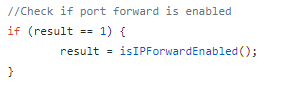 //Check if port forward is enabled
if (result == 1) {
        result = isIPForwardEnabled();
}